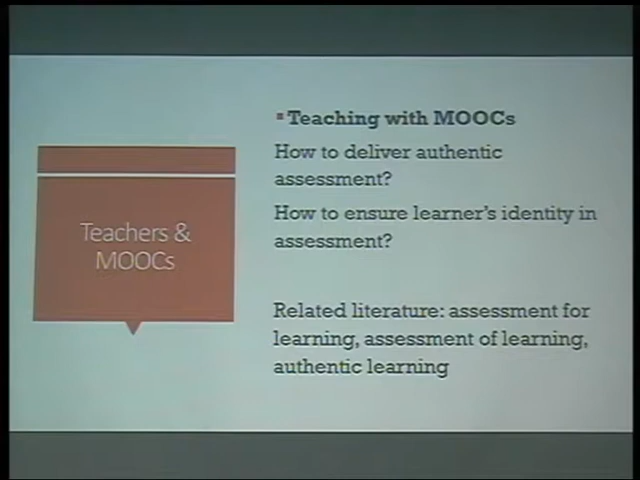 Teachers &
MOOCs
▪Teaching with MOOCs
How to deliver authentic
assessment?
How to ensure learner's identity in
assessment?
Related literature: assessment for
learning, assessment of learning,
authentic learning